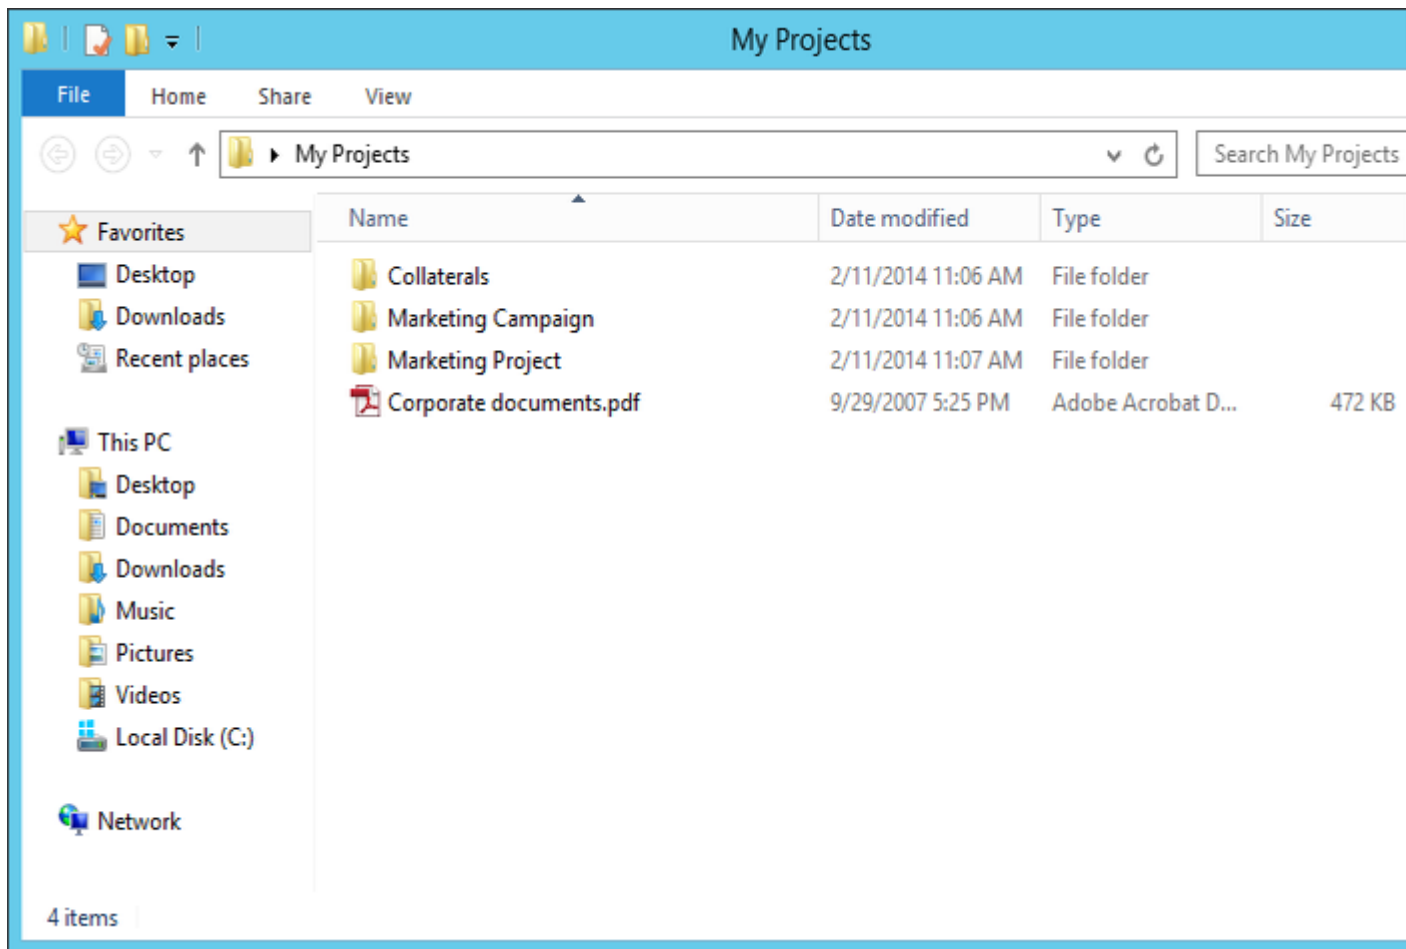 My Projects
File Home Share View
My Projects Search My Projects
Name Date modified Type Size
Favorites
Desktop
Downloads
Recent places
This PC
Desktop
Documents
Downloads
Music
Pictures
Videos
Local Disk (C:)
Network
Collaterals 2/11/2014 11:06 AM File folder
Marketing Campaign 2/11/2014 11:06 AM File folder
Marketing Project 2/11/2014 11:07 AM File folder
Corporate documents.pdf 9/29/2007 5:25 PM Adobe Acrobat D... 472 KB
4 items